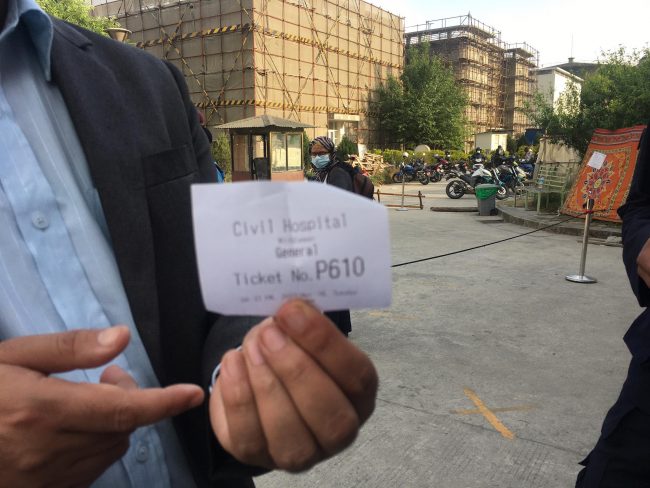 Civil Hospital
General
Ticket No.P610